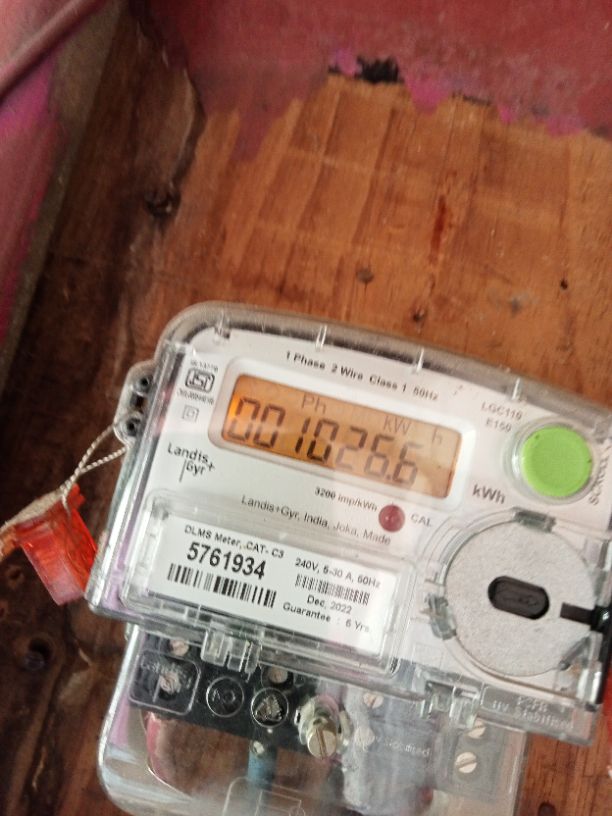 1 Phase 2 Wire Class 1 50Hz
LGC110
E150
Ph kW h
001026.6
Landis+
Gyr+
3200 imp/kWh
kWh
CAL
Landis+Gyr, India, Joka, Made
DLMS Meter, CAT- C3
5761934
240V, 5-30 A, 50Hz
Dec, 2022
Guarantee : 5 Yrs.